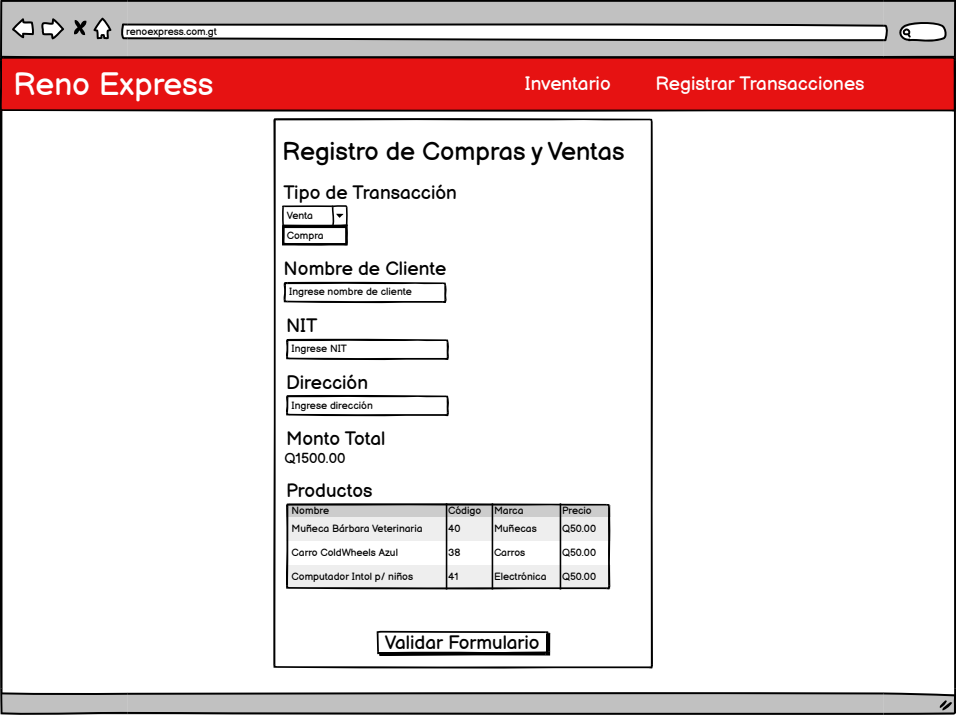 renoexpress.com.gt
Reno Express Inventario Registrar Transacciones
Registro de Compras y Ventas
Tipo de Transacción
Venta
Compra
Nombre de Cliente
Ingrese nombre de cliente
NIT
Ingrese NIT
Dirección
Ingrese dirección
Monto Total
Q1500.00
Productos
Nombre Código Marca Precio
Muñeca Bárbara Veterinaria 40 Muñecas Q50.00
Carro ColdWheels Azul 38 Carros Q50.00
Computador Intol p/ niños 41 Electrónica Q50.00
Validar Formulario